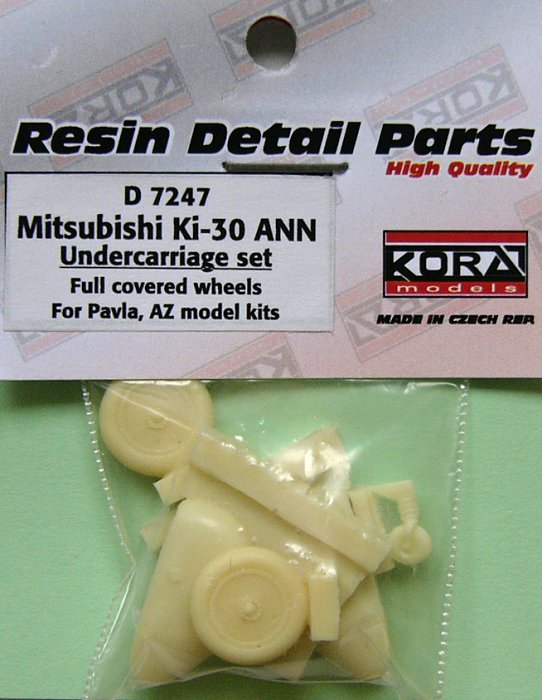 Resin Detail Parts
High Quality
D 7247
Mitsubishi Ki-30 ANN
Undercarriage set
Full covered wheels
For Pavla, AZ model kits
KORA
models
MADE IN CZECH REP.